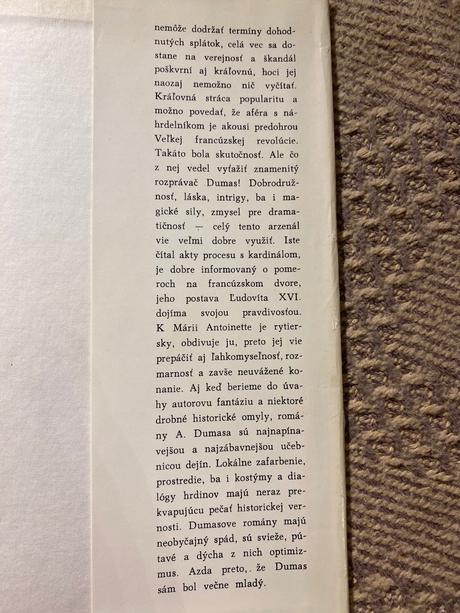 nemôže dodržať termíny dohod-
nutých splátok, celá vec sa do-
stane na verejnosť a škandál
poškvrní aj kráľovnú, hoci jej
naozaj nemožno nič vyčítať.
Kráľovná stráca popularitu a
možno povedať, že aféra s ná-
hrdelníkom je akousi predohrou
Veľkej francúzskej revolúcie.
Takáto bola skutočnosť. Ale čo
z nej vedel vyťažiť znamenitý
rozprávač Dumas! Dobrodruž-
nosť, láska, intrigy, ba i ma-
gické sily, zmysel pre drama-
tičnosť — celý tento arzenál
vie veľmi dobre využiť. Iste
čítal akty procesu s kardinálom,
je dobre informovaný o pome-
roch na francúzskom dvore,
jeho postava Ľudovíta XVI.
dojíma svojou pravdivosťou.
K Márii Antoinette je rytier-
sky, obdivuje ju, preto jej vie
prepáčiť aj ľahkomyseľnosť, roz-
marnosť a zavše neuvážené ko-
nanie. Aj keď berieme do úva-
hy autorovu fantáziu a niektoré
drobné historické omyly, romá-
ny A. Dumasa sú najnapína-
vejšou a najzábavnejšou učeb-
nicou dejín. Lokálne zafarbenie,
prostredie, ba i kostýmy a dia-
lógy hrdinov majú neraz pre-
kvapujúcu pečať historickej ver-
nosti. Dumasove romány majú
neobyčajný spád, sú svieže, pú-
tavé a dýcha z nich optimiz-
mus. Azda preto, že Dumas
sám bol večne mladý.